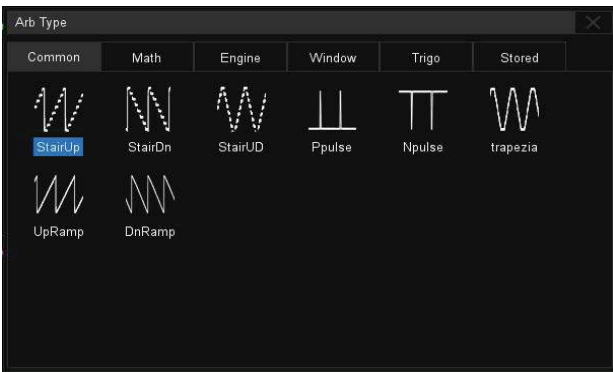 Arb Type
Common Math Engine Window Trigo Stored
StairUp StairDn StairUD Ppulse Npulse trapezia
UpRamp DnRamp